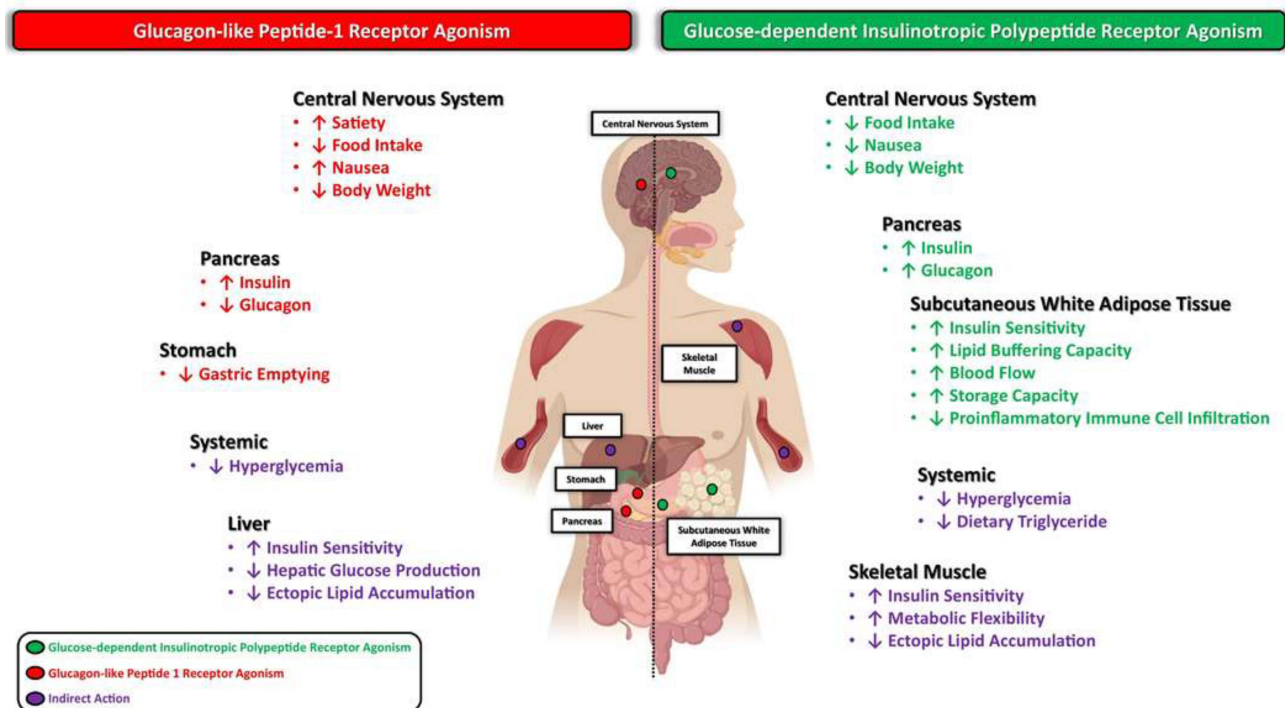 Glucagon-like Peptide-1 Receptor Agonism
Glucose-dependent Insulinotropic Polypeptide Receptor Agonism
Central Nervous System
• ↑ Satiety
• ↓ Food Intake
• ↑ Nausea
• ↓ Body Weight
Pancreas
• ↑ Insulin
• ↓ Glucagon
Stomach
• ↓ Gastric Emptying
Systemic
• ↓ Hyperglycemia
Liver
• ↑ Insulin Sensitivity
• ↓ Hepatic Glucose Production
• ↓ Ectopic Lipid Accumulation
Central Nervous System
Skeletal
Muscle
Liver
Stomach
Pancreas
Subcutaneous White
Adipose Tissue
Central Nervous System
• ↓ Food Intake
• ↓ Nausea
• ↓ Body Weight
Pancreas
• ↑ Insulin
• ↑ Glucagon
Subcutaneous White Adipose Tissue
• ↑ Insulin Sensitivity
• ↑ Lipid Buffering Capacity
• ↑ Blood Flow
• ↑ Storage Capacity
• ↓ Proinflammatory Immune Cell Infiltration
Systemic
• ↓ Hyperglycemia
• ↓ Dietary Triglyceride
Skeletal Muscle
• ↑ Insulin Sensitivity
• ↑ Metabolic Flexibility
• ↓ Ectopic Lipid Accumulation
Glucose-dependent Insulinotropic Polypeptide Receptor Agonism
Glucagon-like Peptide 1 Receptor Agonism
Indirect Action